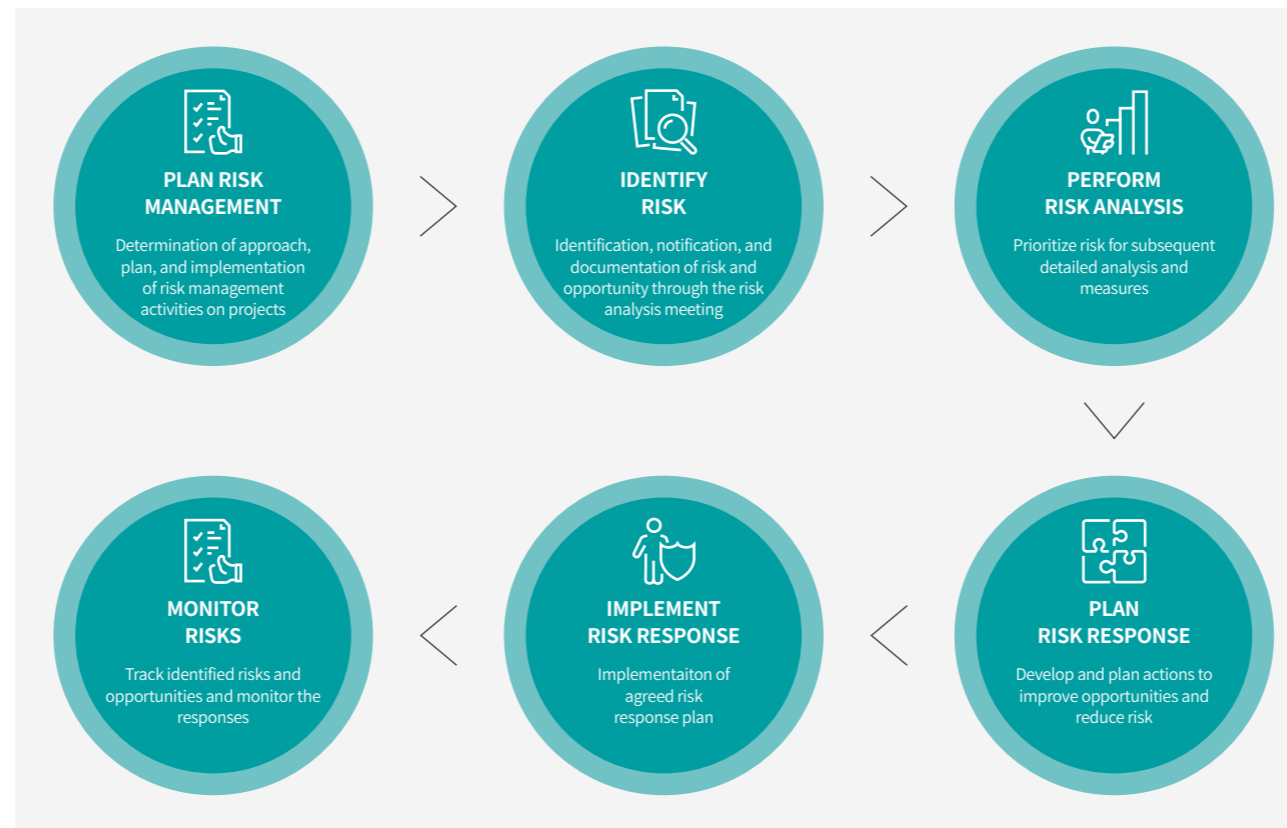 PLAN RISK
MANAGEMENT
Determination of approach,
plan, and implementation
of risk management
activities on projects
IDENTIFY
RISK
Identification, notification, and
documentation of risk and
opportunity through the risk
analysis meeting
PERFORM
RISK ANALYSIS
Prioritize risk for subsequent
detailed analysis and
measures
PLAN
RISK RESPONSE
Develop and plan actions to
improve opportunities and
reduce risk
IMPLEMENT
RISK RESPONSE
Implementaiton of
agreed risk
response plan
MONITOR
RISKS
Track identified risks and
opportunities and monitor the
responses